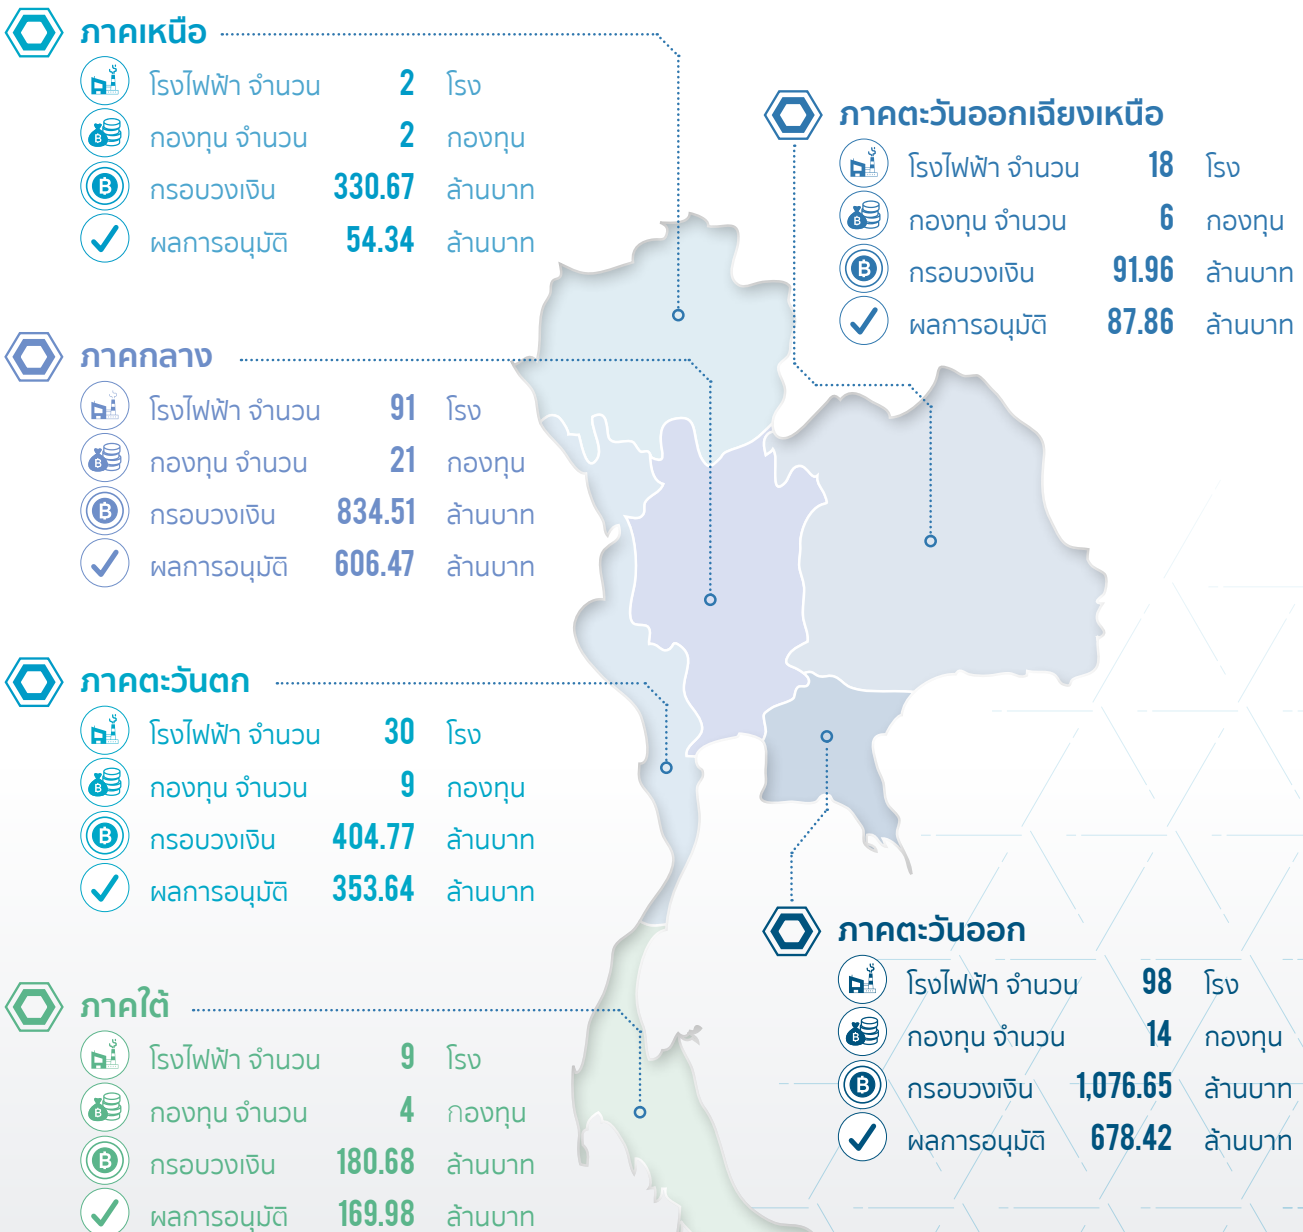 ภาคเหนือ
โรงไฟฟ้า จำนวน 2 โรง
กองทุน จำนวน 2 กองทุน
กรอบวงเงิน 330.67 ล้านบาท
ผลการอนุมัติ 54.34 ล้านบาท
ภาคตะวันออกเฉียงเหนือ
โรงไฟฟ้า จำนวน 18 โรง
กองทุน จำนวน 6 กองทุน
กรอบวงเงิน 91.96 ล้านบาท
ผลการอนุมัติ 87.86 ล้านบาท
ภาคกลาง
โรงไฟฟ้า จำนวน 91 โรง
กองทุน จำนวน 21 กองทุน
กรอบวงเงิน 834.51 ล้านบาท
ผลการอนุมัติ 606.47 ล้านบาท
ภาคตะวันตก
โรงไฟฟ้า จำนวน 30 โรง
กองทุน จำนวน 9 กองทุน
กรอบวงเงิน 404.77 ล้านบาท
ผลการอนุมัติ 353.64 ล้านบาท
ภาคตะวันออก
โรงไฟฟ้า จำนวน 98 โรง
กองทุน จำนวน 14 กองทุน
กรอบวงเงิน 1,076.65 ล้านบาท
ผลการอนุมัติ 678.42 ล้านบาท
ภาคใต้
โรงไฟฟ้า จำนวน 9 โรง
กองทุน จำนวน 4 กองทุน
กรอบวงเงิน 180.68 ล้านบาท
ผลการอนุมัติ 169.98 ล้านบาท